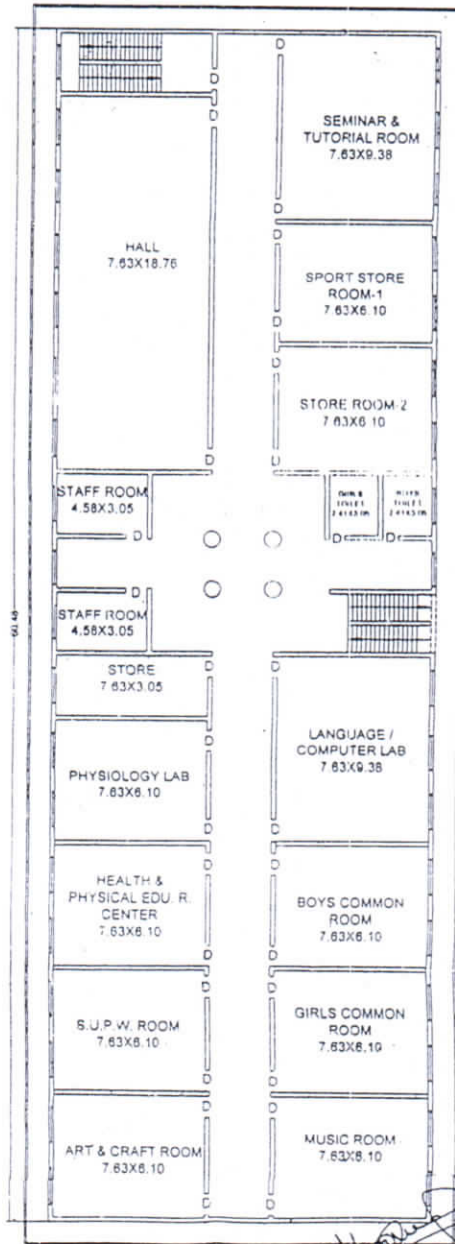 SEMINAR &
TUTORIAL ROOM
7.63X9.38
HALL
7.63X18.76
SPORT STORE
ROOM-1
7.63X6.10
STORE ROOM-2
7.63X6.10
STAFF ROOM
4.58X3.05
TOILET
TOILET
STAFF ROOM
4.58X3.05
60.48
STORE
7.63X3.05
LANGUAGE /
COMPUTER LAB
7.63X9.38
PHYSIOLOGY LAB
7.63X6.10
HEALTH &
PHYSICAL EDU. R.
CENTER
7.63X6.10
BOYS COMMON
ROOM
7.63X6.10
S.U.P.W. ROOM
7.63X6.10
GIRLS COMMON
ROOM
7.63X6.10
ART & CRAFT ROOM
7.63X6.10
MUSIC ROOM
7.63X6.10